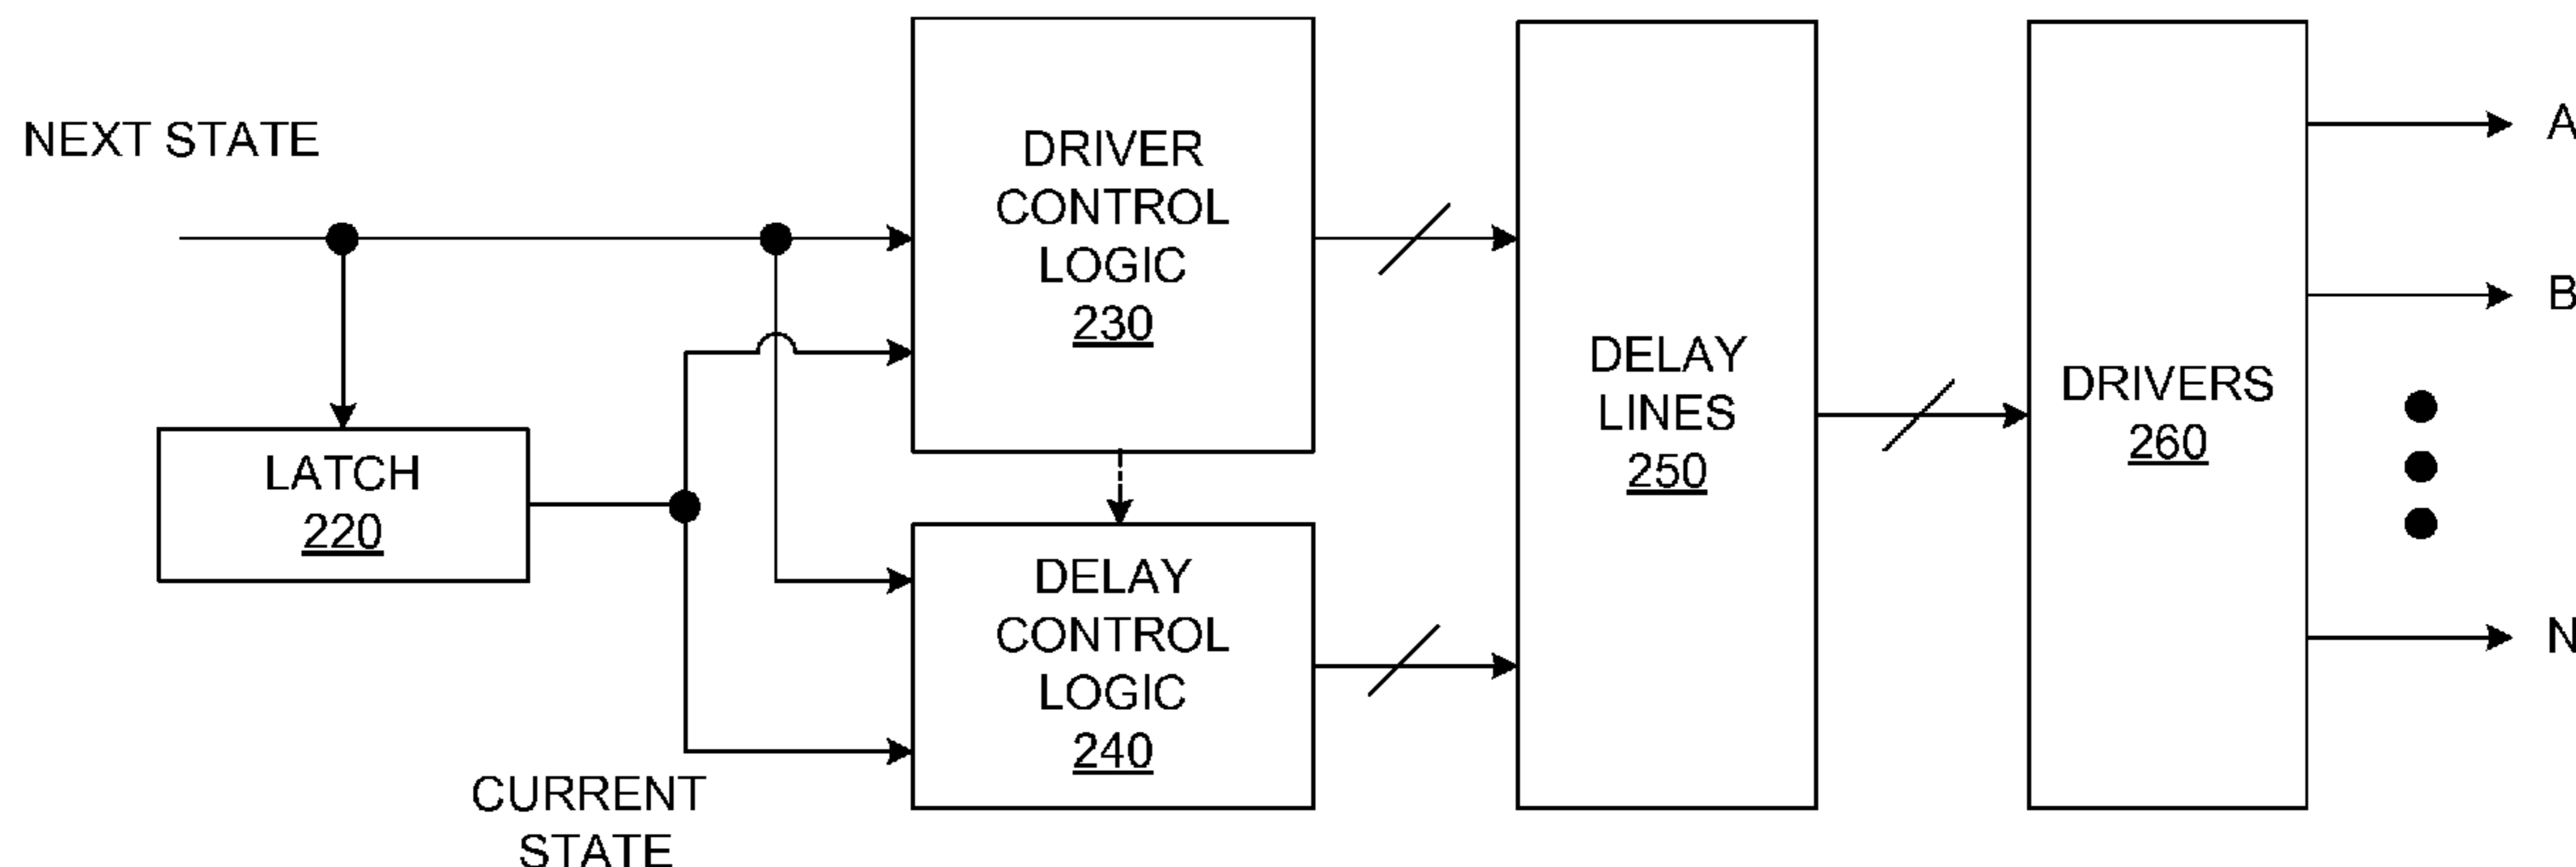 NEXT STATE
LATCH
220
CURRENT
STATE
DRIVER
CONTROL
LOGIC
230
DELAY
CONTROL
LOGIC
240
DELAY
LINES
250
DRIVERS
260
A
B
N